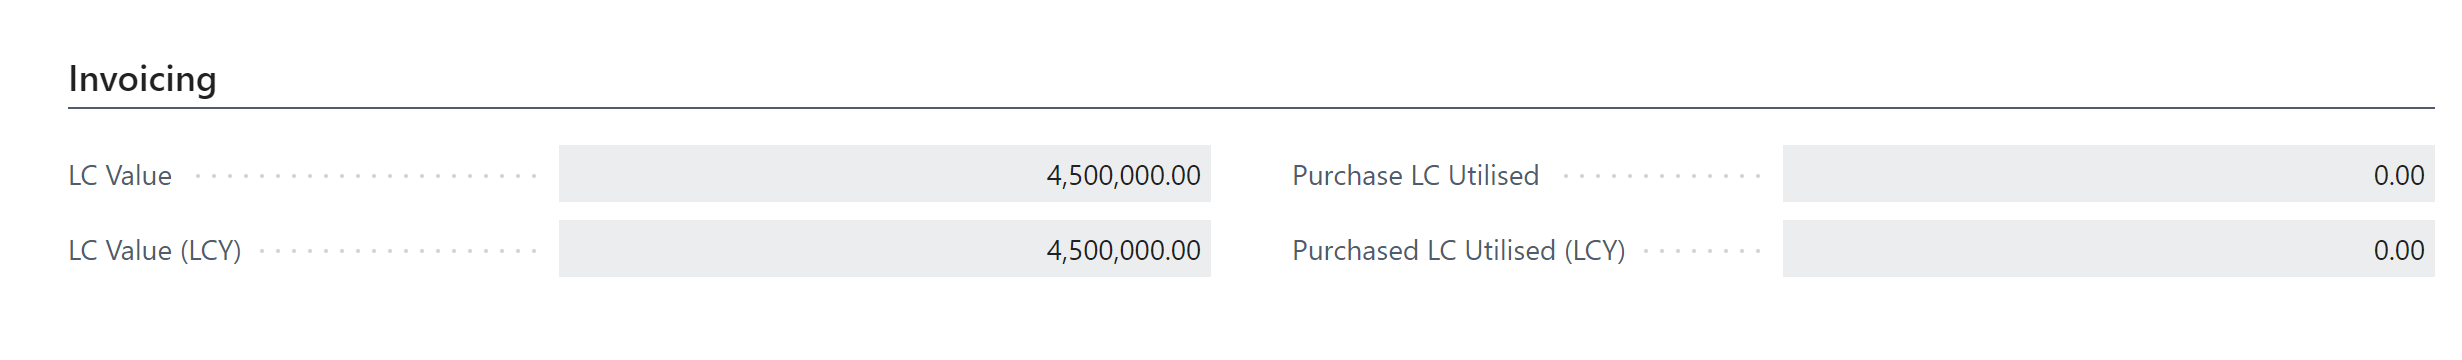 Invoicing
LC Value 4,500,000.00 Purchase LC Utilised 0.00
LC Value (LCY) 4,500,000.00 Purchased LC Utilised (LCY) 0.00